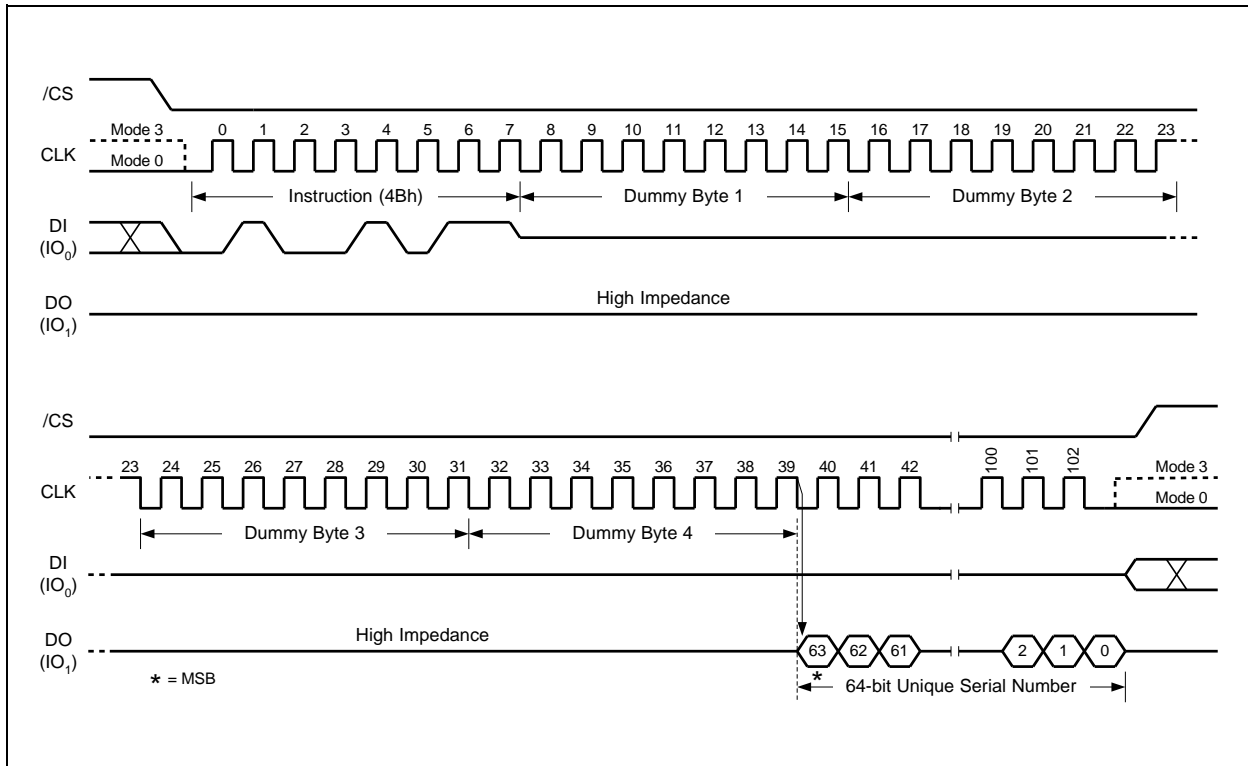 /CS
Mode 3 0 1 2 3 4 5 6 7 8 9 10 11 12 13 14 15 16 17 18 19 20 21 22 23
CLK
Mode 0
Instruction (4Bh) Dummy Byte 1 Dummy Byte 2
DI
(IO0)
High Impedance
DO
(IO1)
/CS
23 24 25 26 27 28 29 30 31 32 33 34 35 36 37 38 39 40 41 42 100 101 102
Mode 3
CLK
Mode 0
Dummy Byte 3 Dummy Byte 4
DI
(IO0)
High Impedance
DO
(IO1)
63 62 61 2 1 0
* = MSB
*
64-bit Unique Serial Number